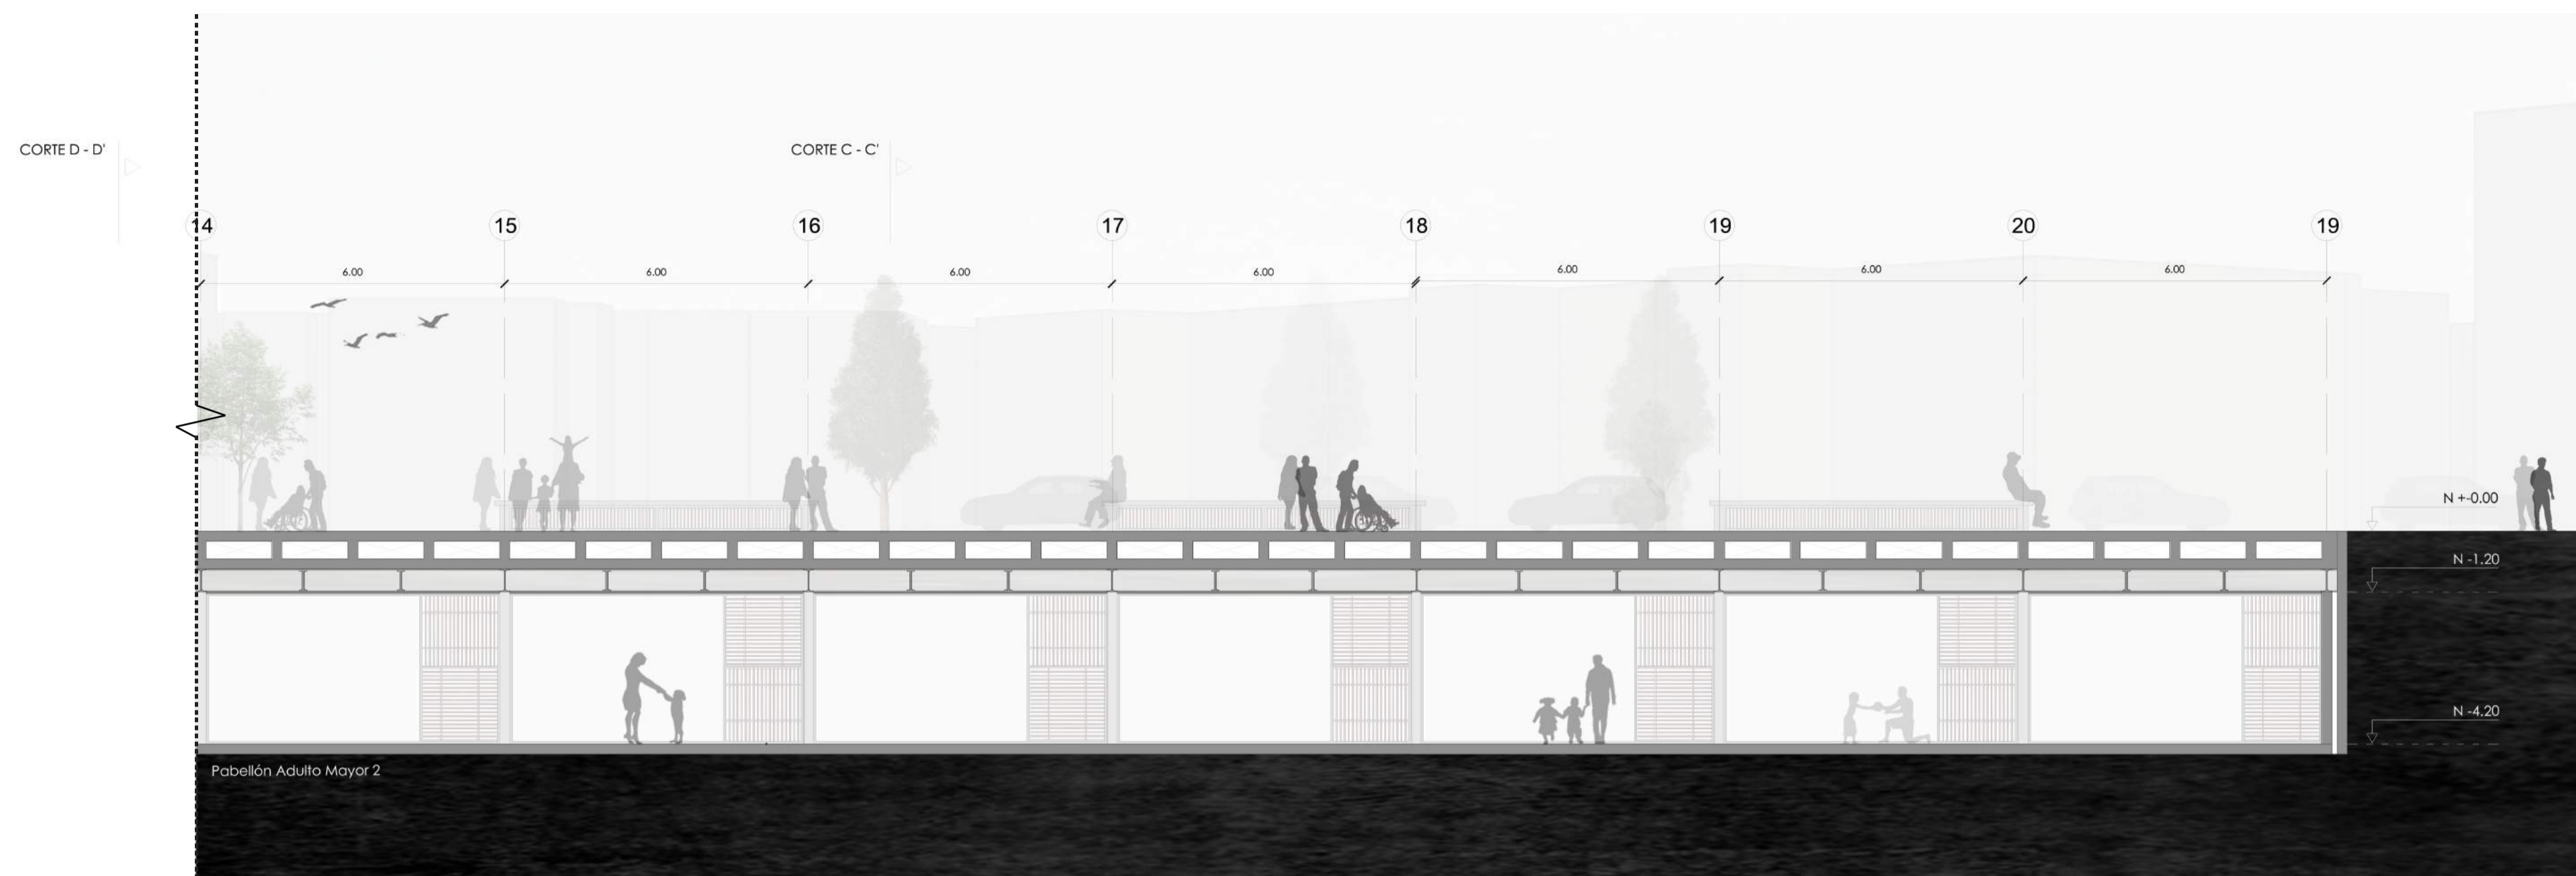 CORTE D - D'
CORTE C - C'
14 15 16 17 18 19 20 19
6.00 6.00 6.00 6.00 6.00 6.00 6.00
N +-0.00
N -1.20
N -4.20
Pabellón Adulto Mayor 2